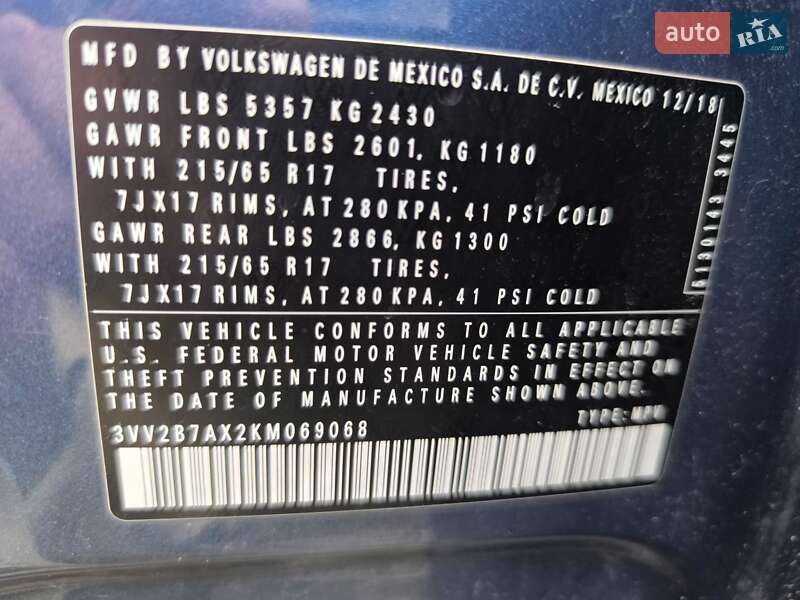 auto RIA
MFD BY VOLKSWAGEN DE MEXICO S.A. DE C.V. MEXICO 12/18
GVWR LBS 5357 KG 2430
GAWR FRONT LBS 2601, KG 1180
WITH 215/65 R17 TIRES,
7JX17 RIMS, AT 280 KPA, 41 PSI COLD
GAWR REAR LBS 2866, KG 1300
WITH 215/65 R17 TIRES,
7JX17 RIMS, AT 280 KPA, 41 PSI COLD
THIS VEHICLE CONFORMS TO ALL APPLICABLE
U.S. FEDERAL MOTOR VEHICLE SAFETY AND
THEFT PREVENTION STANDARDS IN EFFECT ON
THE DATE OF MANUFACTURE SHOWN ABOVE.
3VV2B7AX2KM069068
TYPE: MPV
3445